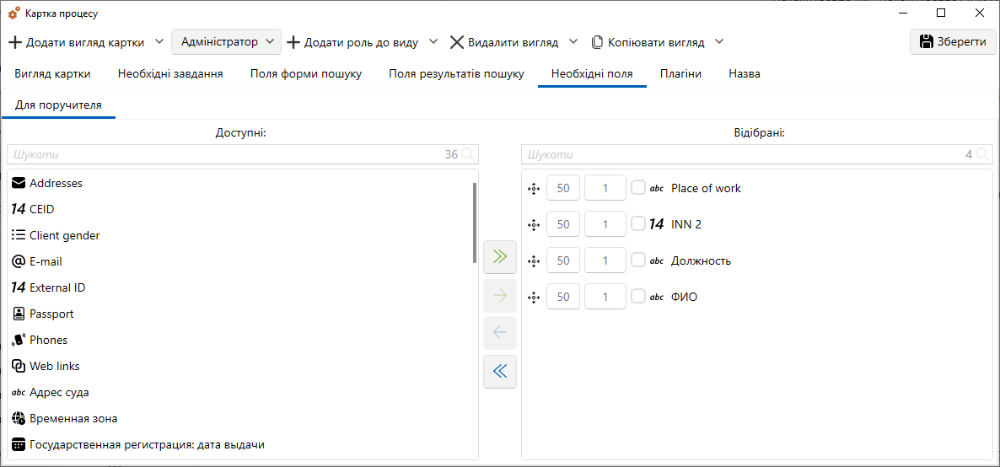 Картка процесу
Додати вигляд картки Адміністратор Додати роль до виду Видалити вигляд Копіювати вигляд Зберегти
Вигляд картки Необхідні завдання Поля форми пошуку Поля результатів пошуку Необхідні поля Плагіни Назва
Для поручителя
Доступні:
Шукати 36
Addresses
14 CEID
Client gender
E-mail
14 External ID
Passport
Phones
Web links
abc Адрес суда
Временная зона
Государственная регистрация: дата выдачи
Відібрані:
Шукати 4
50 1 abc Place of work
50 1 14 INN 2
50 1 abc Должность
50 1 abc ФИО